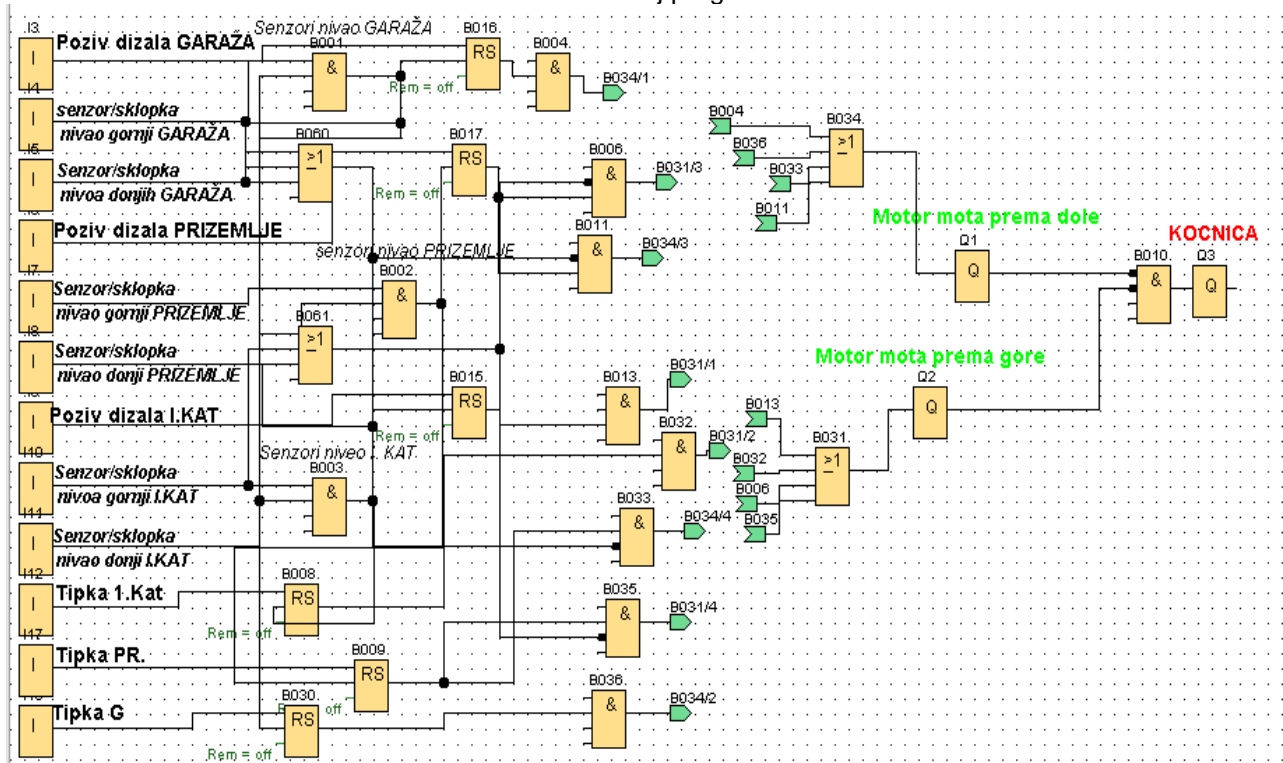 I3
Poziv dizala GARAŽA
Senzori nivao GARAŽA
B001
&
B016
RS
Rem = off
B004
&
B034/1
I4
I
senzor/sklopka
nivao gornji GARAŽA
I
I5
Senzor/sklopka
nivoa donjih GARAŽA
I
B060
>1
B017
RS
Rem = off
B006
&
B031/3
Poziv dizala PRIZEMLJE
I
senzori nivao PRIZEMLJE
B011
&
B034/3
I7
Senzor/sklopka
nivao gornji PRIZEMLJE
I
B002
&
I8
Senzor/sklopka
nivao donji PRIZEMLJE
I
B061
>1
Poziv dizala I.KAT
I
B015
RS
Rem = off
B013
&
B031/1
B032
&
B031/2
I10
Senzor/sklopka
nivoa gornji I.KAT
I
Senzori niveo I. KAT
B003
&
I11
Senzor/sklopka
nivao donji I.KAT
I
B033
&
B034/4
I12
Tipka 1.Kat
I
B008
RS
Rem = off
B035
&
B031/4
I17
Tipka PR.
I
B009
RS
off
Tipka G
I
B030
RS
Rem = off
B036
&
B034/2
B004
B036
B033
B011
B034
>1
Motor mota prema dole
Q1
Q
KOCNICA
B010
&
Q3
Q
Motor mota prema gore
Q2
Q
B013
B032
B006
B035
B031
>1